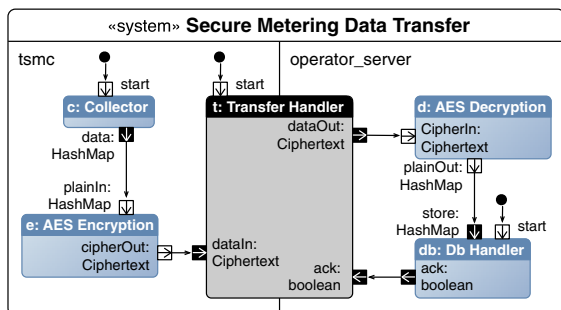 «system» Secure Metering Data Transfer
tsmc
operator_server
start
start
c: Collector
t: Transfer Handler
d: AES Decryption
data:
HashMap
dataOut:
Ciphertext
CipherIn:
Ciphertext
plainIn:
HashMap
plainOut:
HashMap
e: AES Encryption
cipherOut:
Ciphertext
dataIn:
Ciphertext
store:
HashMap
start
db: Db Handler
ack:
boolean
ack:
boolean